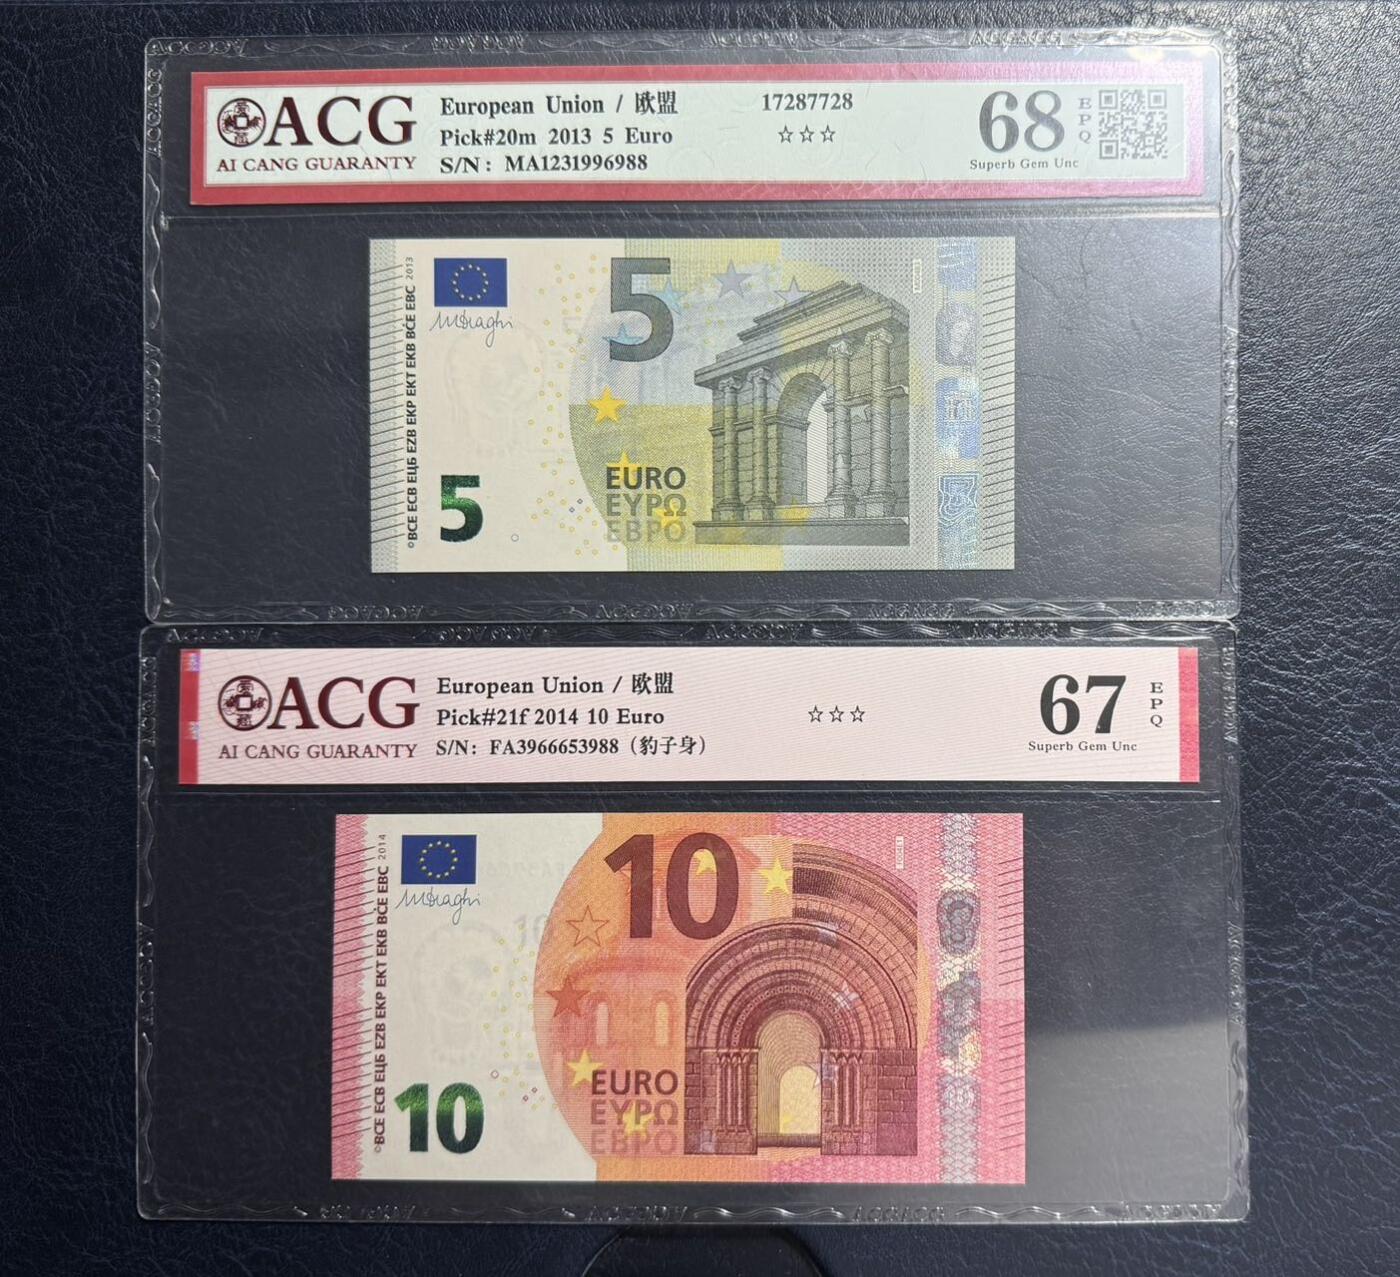 ACG
AI CANG GUARANTY
European Union / 欧盟
Pick#20m 2013 5 Euro
S/N: MA1231996988
17287728
☆☆☆
68
Superb Gem Unc
EPQ
BCE ECB ЕЦБ EZB EKP EKT EKB BĊE EBC 2013
5
5
EURO
ΕΥΡΩ
ЕВРО
ACG
AI CANG GUARANTY
European Union / 欧盟
Pick#21f 2014 10 Euro
S/N: FA3966653988 (豹子身)
☆☆☆
67
Superb Gem Unc
EPQ
BCE ECB ЕЦБ EZB EKP EKT EKB BĊE EBC 2014
10
10
EURO
ΕΥΡΩ
ЕВРО